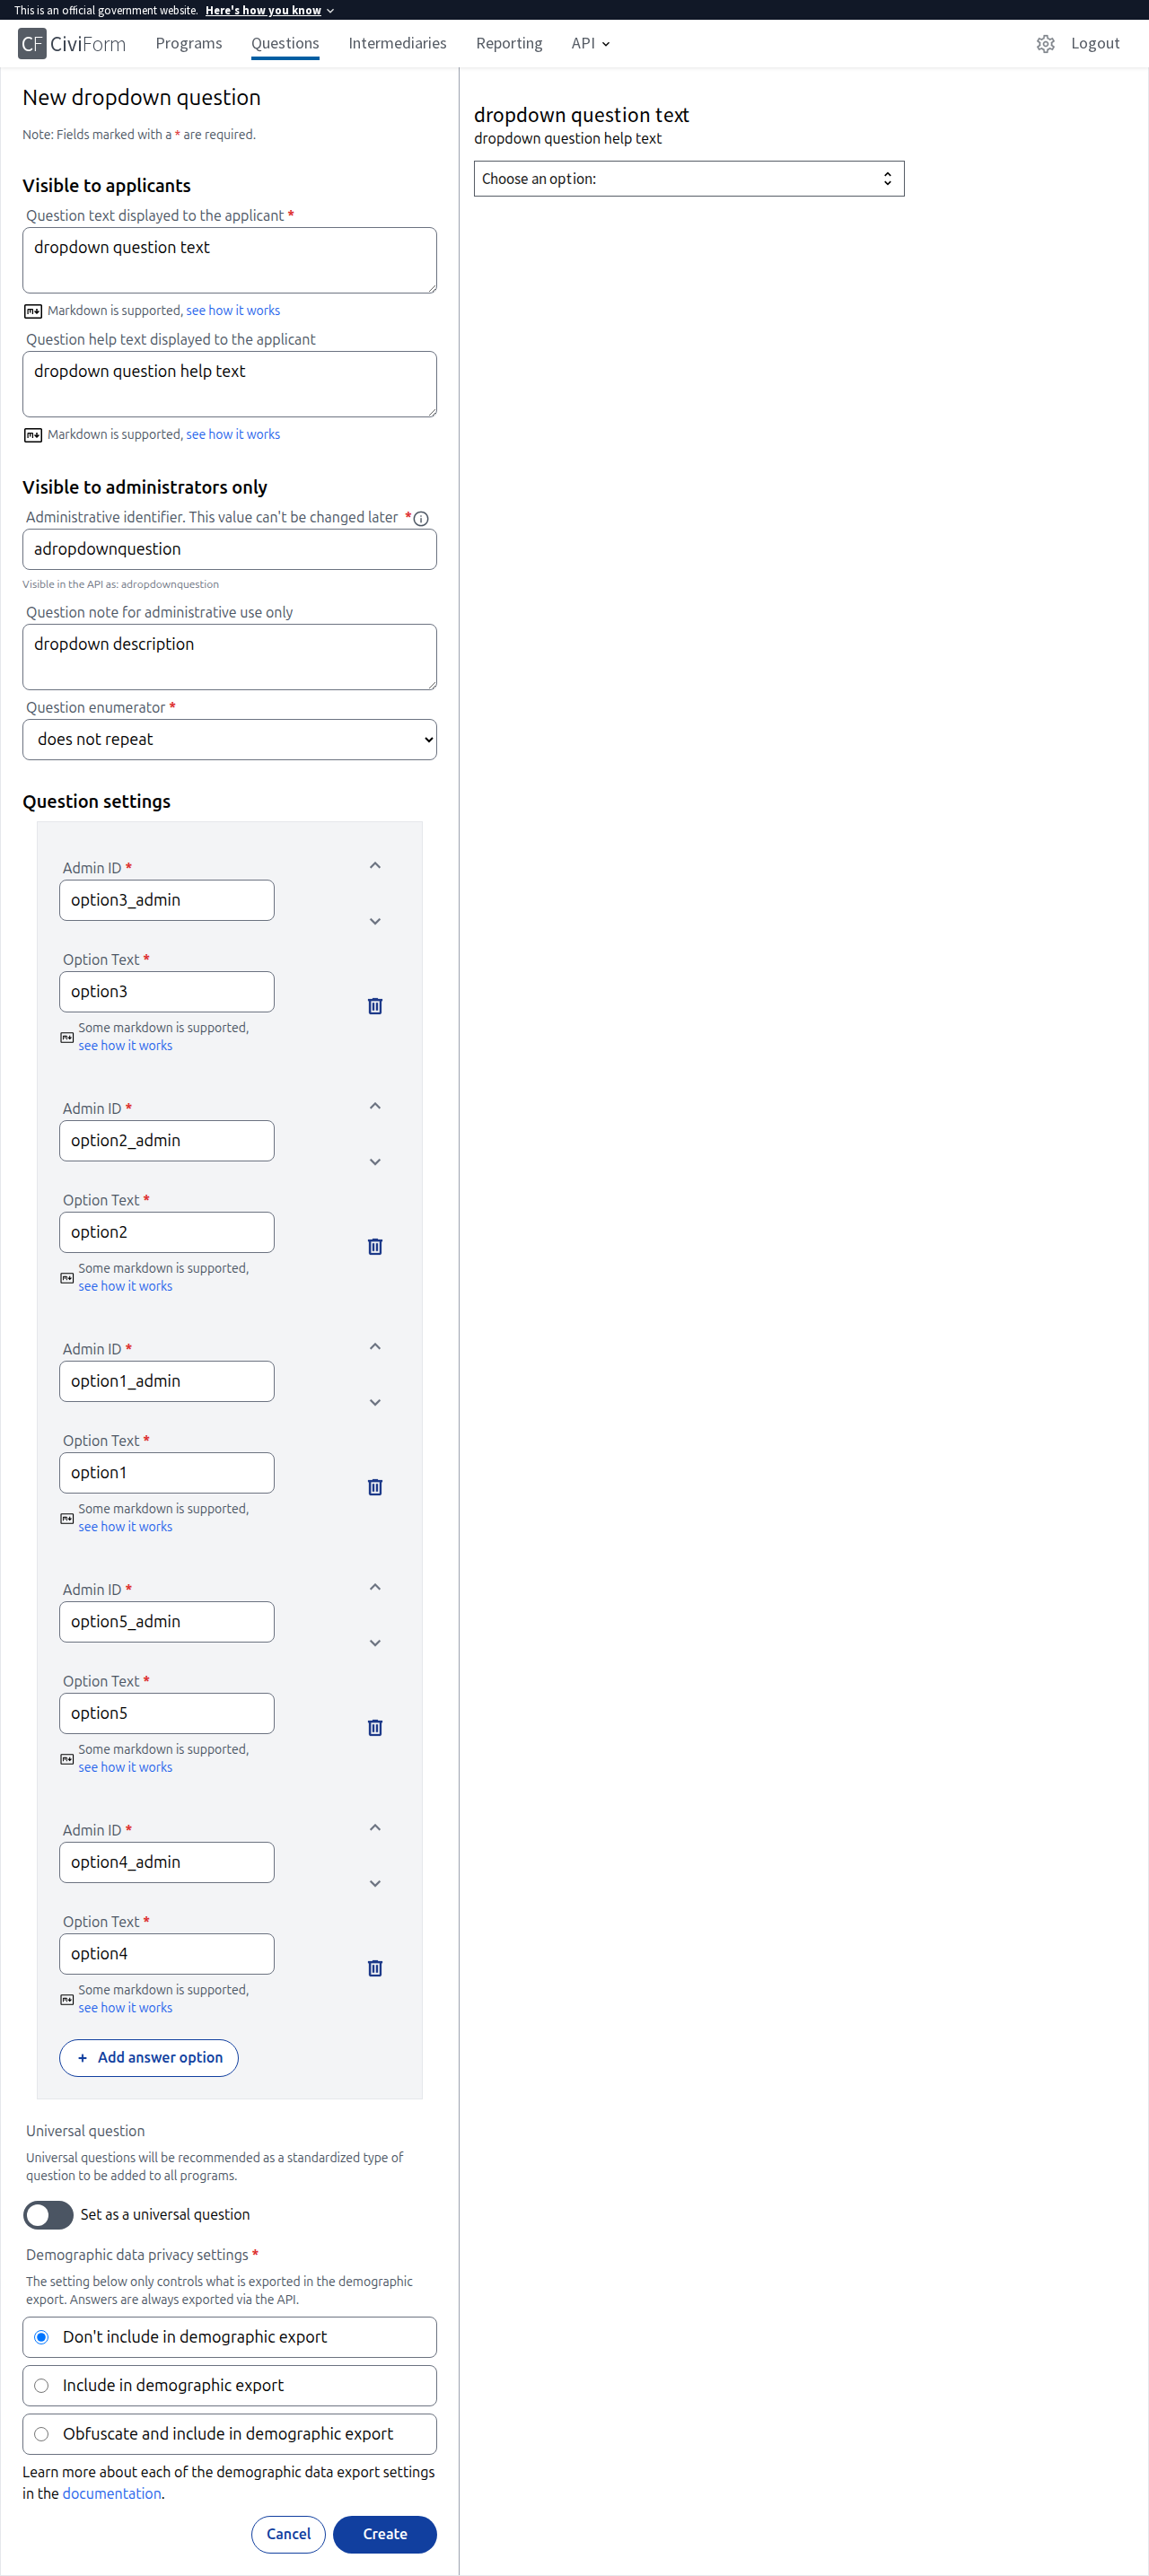 This is an official government website. Here's how you know
CF CiviForm Programs Questions Intermediaries Reporting API Logout
New dropdown question
Note: Fields marked with a * are required.
Visible to applicants
Question text displayed to the applicant *
dropdown question text
Markdown is supported, see how it works
Question help text displayed to the applicant
dropdown question help text
Markdown is supported, see how it works
Visible to administrators only
Administrative identifier. This value can't be changed later *
adropdownquestion
Visible in the API as: adropdownquestion
Question note for administrative use only
dropdown description
Question enumerator *
does not repeat
Question settings
Admin ID *
option3_admin
Option Text *
option3
Some markdown is supported,
see how it works
Admin ID *
option2_admin
Option Text *
option2
Some markdown is supported,
see how it works
Admin ID *
option1_admin
Option Text *
option1
Some markdown is supported,
see how it works
Admin ID *
option5_admin
Option Text *
option5
Some markdown is supported,
see how it works
Admin ID *
option4_admin
Option Text *
option4
Some markdown is supported,
see how it works
+ Add answer option
Universal question
Universal questions will be recommended as a standardized type of
question to be added to all programs.
Set as a universal question
Demographic data privacy settings *
The setting below only controls what is exported in the demographic
export. Answers are always exported via the API.
Don't include in demographic export
Include in demographic export
Obfuscate and include in demographic export
Learn more about each of the demographic data export settings
in the documentation.
Cancel Create
dropdown question text
dropdown question help text
Choose an option: